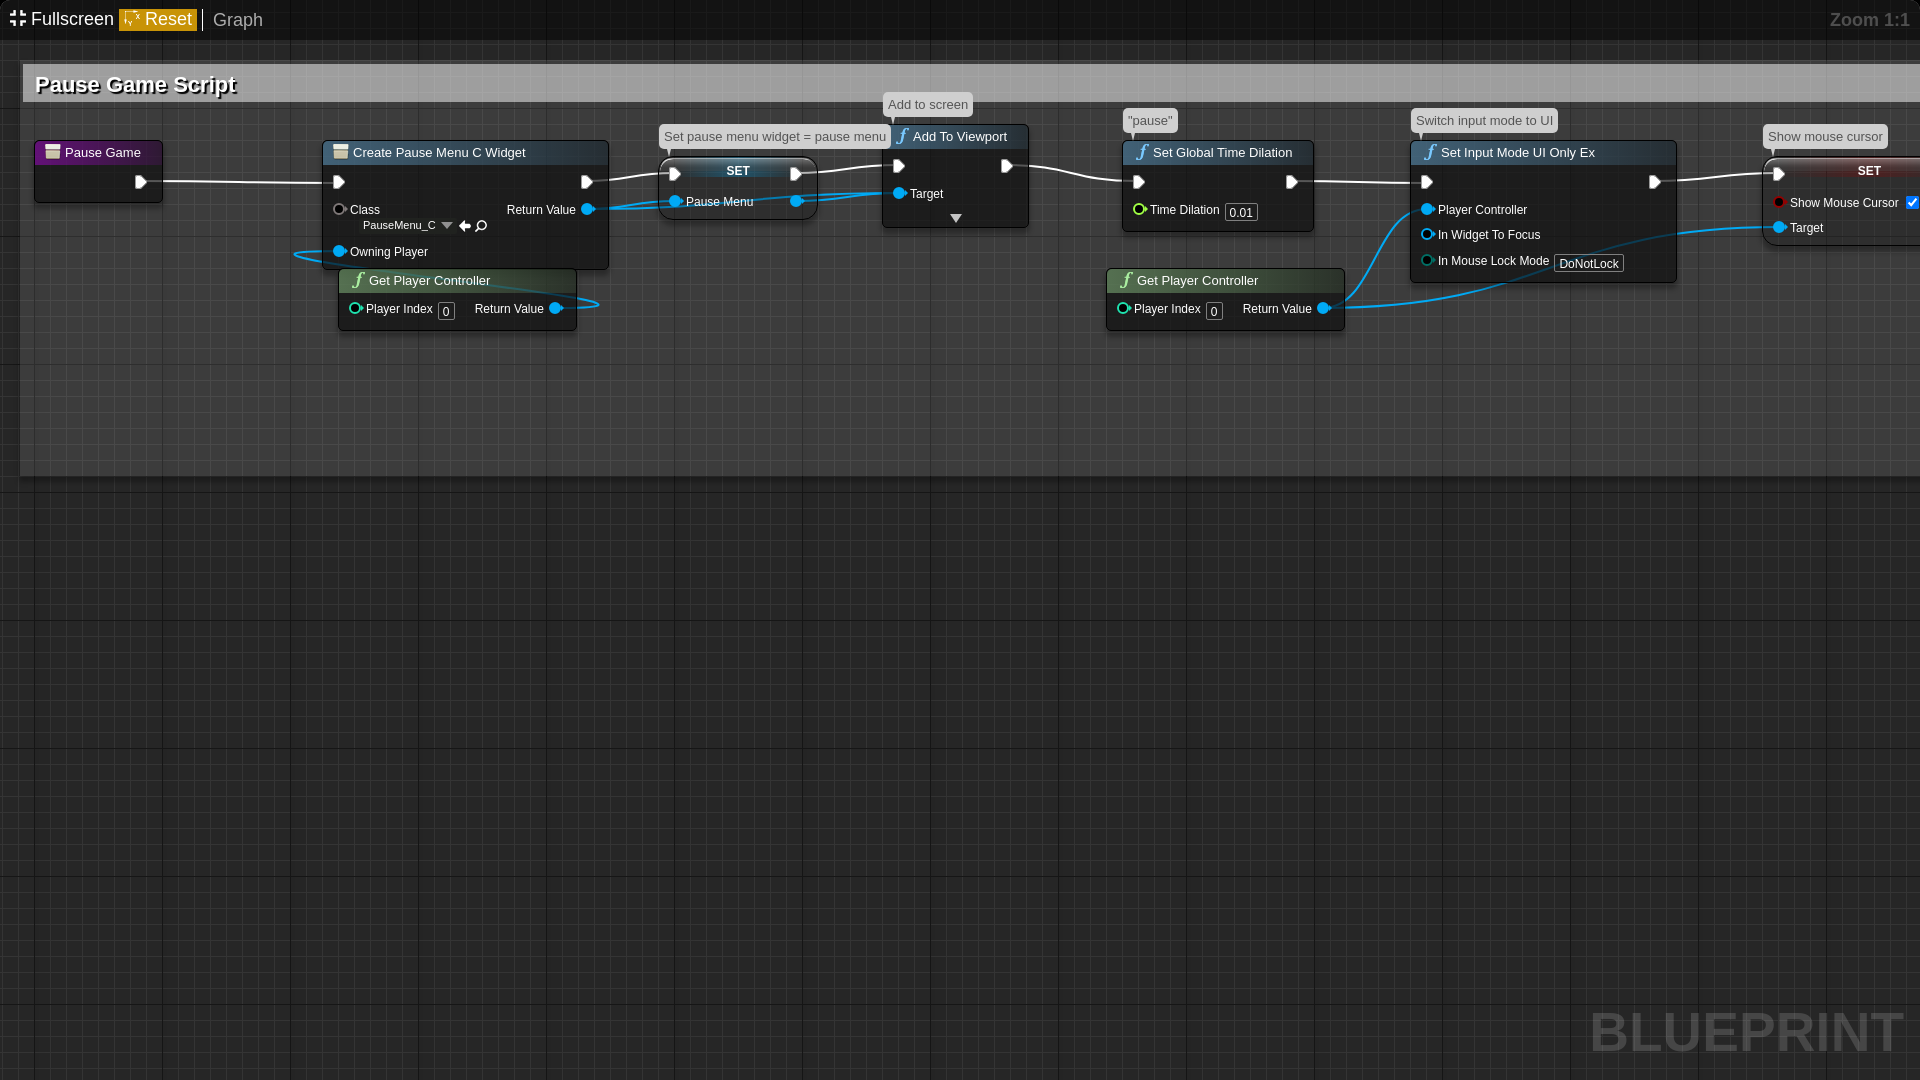 Fullscreen Reset Graph Zoom 1:1
Pause Game Script
Add to screen
"pause"
Switch input mode to UI
Set pause menu widget = pause menu
Show mouse cursor
Pause Game
Create Pause Menu C Widget
Class
PauseMenu_C
Return Value
Owning Player
Get Player Controller
Player Index 0 Return Value
SET
Pause Menu
Add To Viewport
Target
Set Global Time Dilation
Time Dilation 0.01
Get Player Controller
Player Index 0 Return Value
Set Input Mode UI Only Ex
Player Controller
In Widget To Focus
In Mouse Lock Mode DoNotLock
SET
Show Mouse Cursor
Target
BLUEPRINT